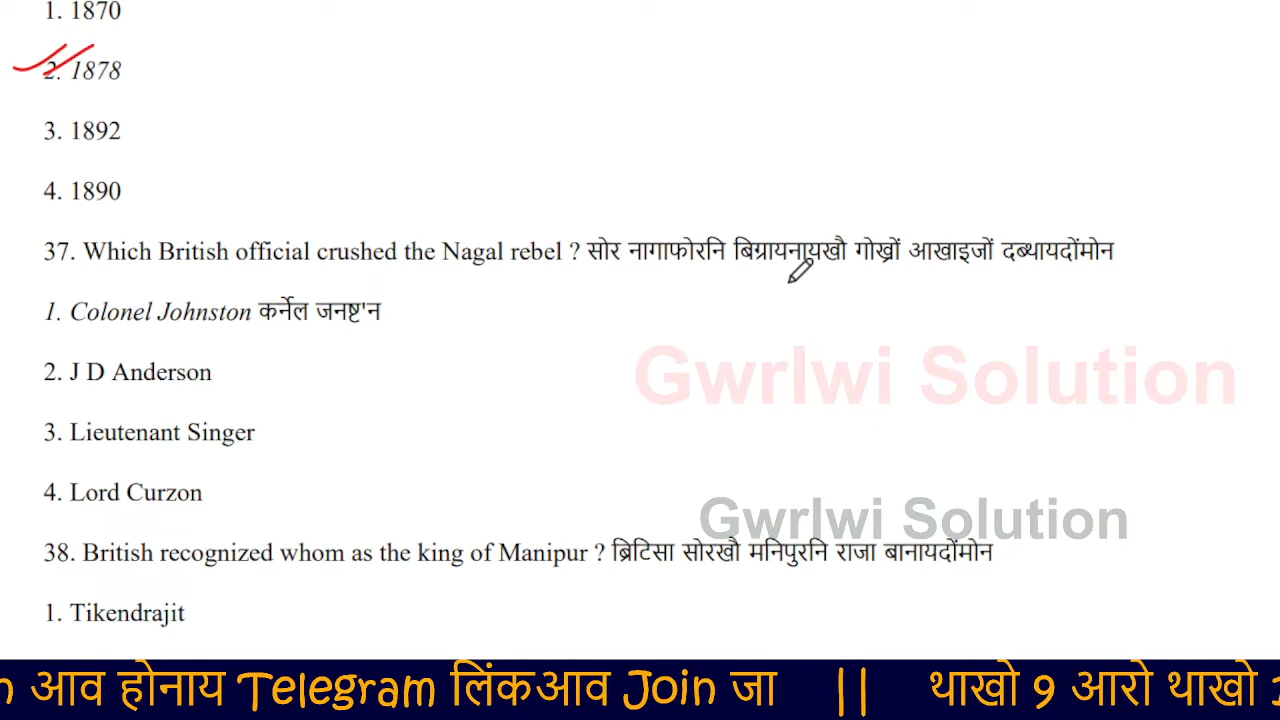 1. 1870
2. 1878
3. 1892
4. 1890
37. Which British official crushed the Nagal rebel ? सोर नागाफोरनि बिग्रायनायखौ गोख्रों आखाइजों दब्थायदोंमोन
1. Colonel Johnston कर्नेल जनष्ट'न
2. J D Anderson
Gwrlwi Solution
3. Lieutenant Singer
4. Lord Curzon
Gwrlwi Solution
38. British recognized whom as the king of Manipur ? ब्रिटिसा सोरखौ मनिपुरनि राजा बानायदोंमोन
1. Tikendrajit
आव होनाय Telegram लिंकआव Join जा || थाखो 9 आरो थाखो